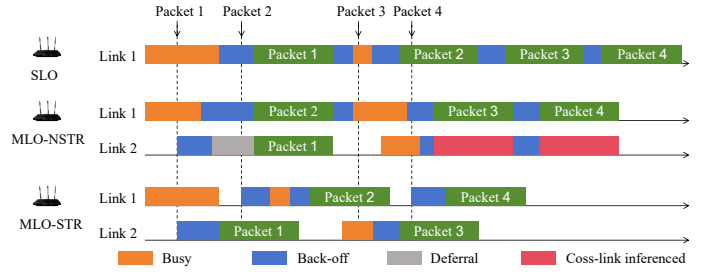 Packet 1 Packet 2 Packet 3 Packet 4
Link 1 Packet 1 Packet 2 Packet 3 Packet 4
SLO
Link 1 Packet 2 Packet 3 Packet 4
MLO-NSTR
Link 2 Packet 1
Link 1 Packet 2 Packet 4
MLO-STR
Link 2 Packet 1 Packet 3
Busy Back-off Deferral Coss-link inferenced